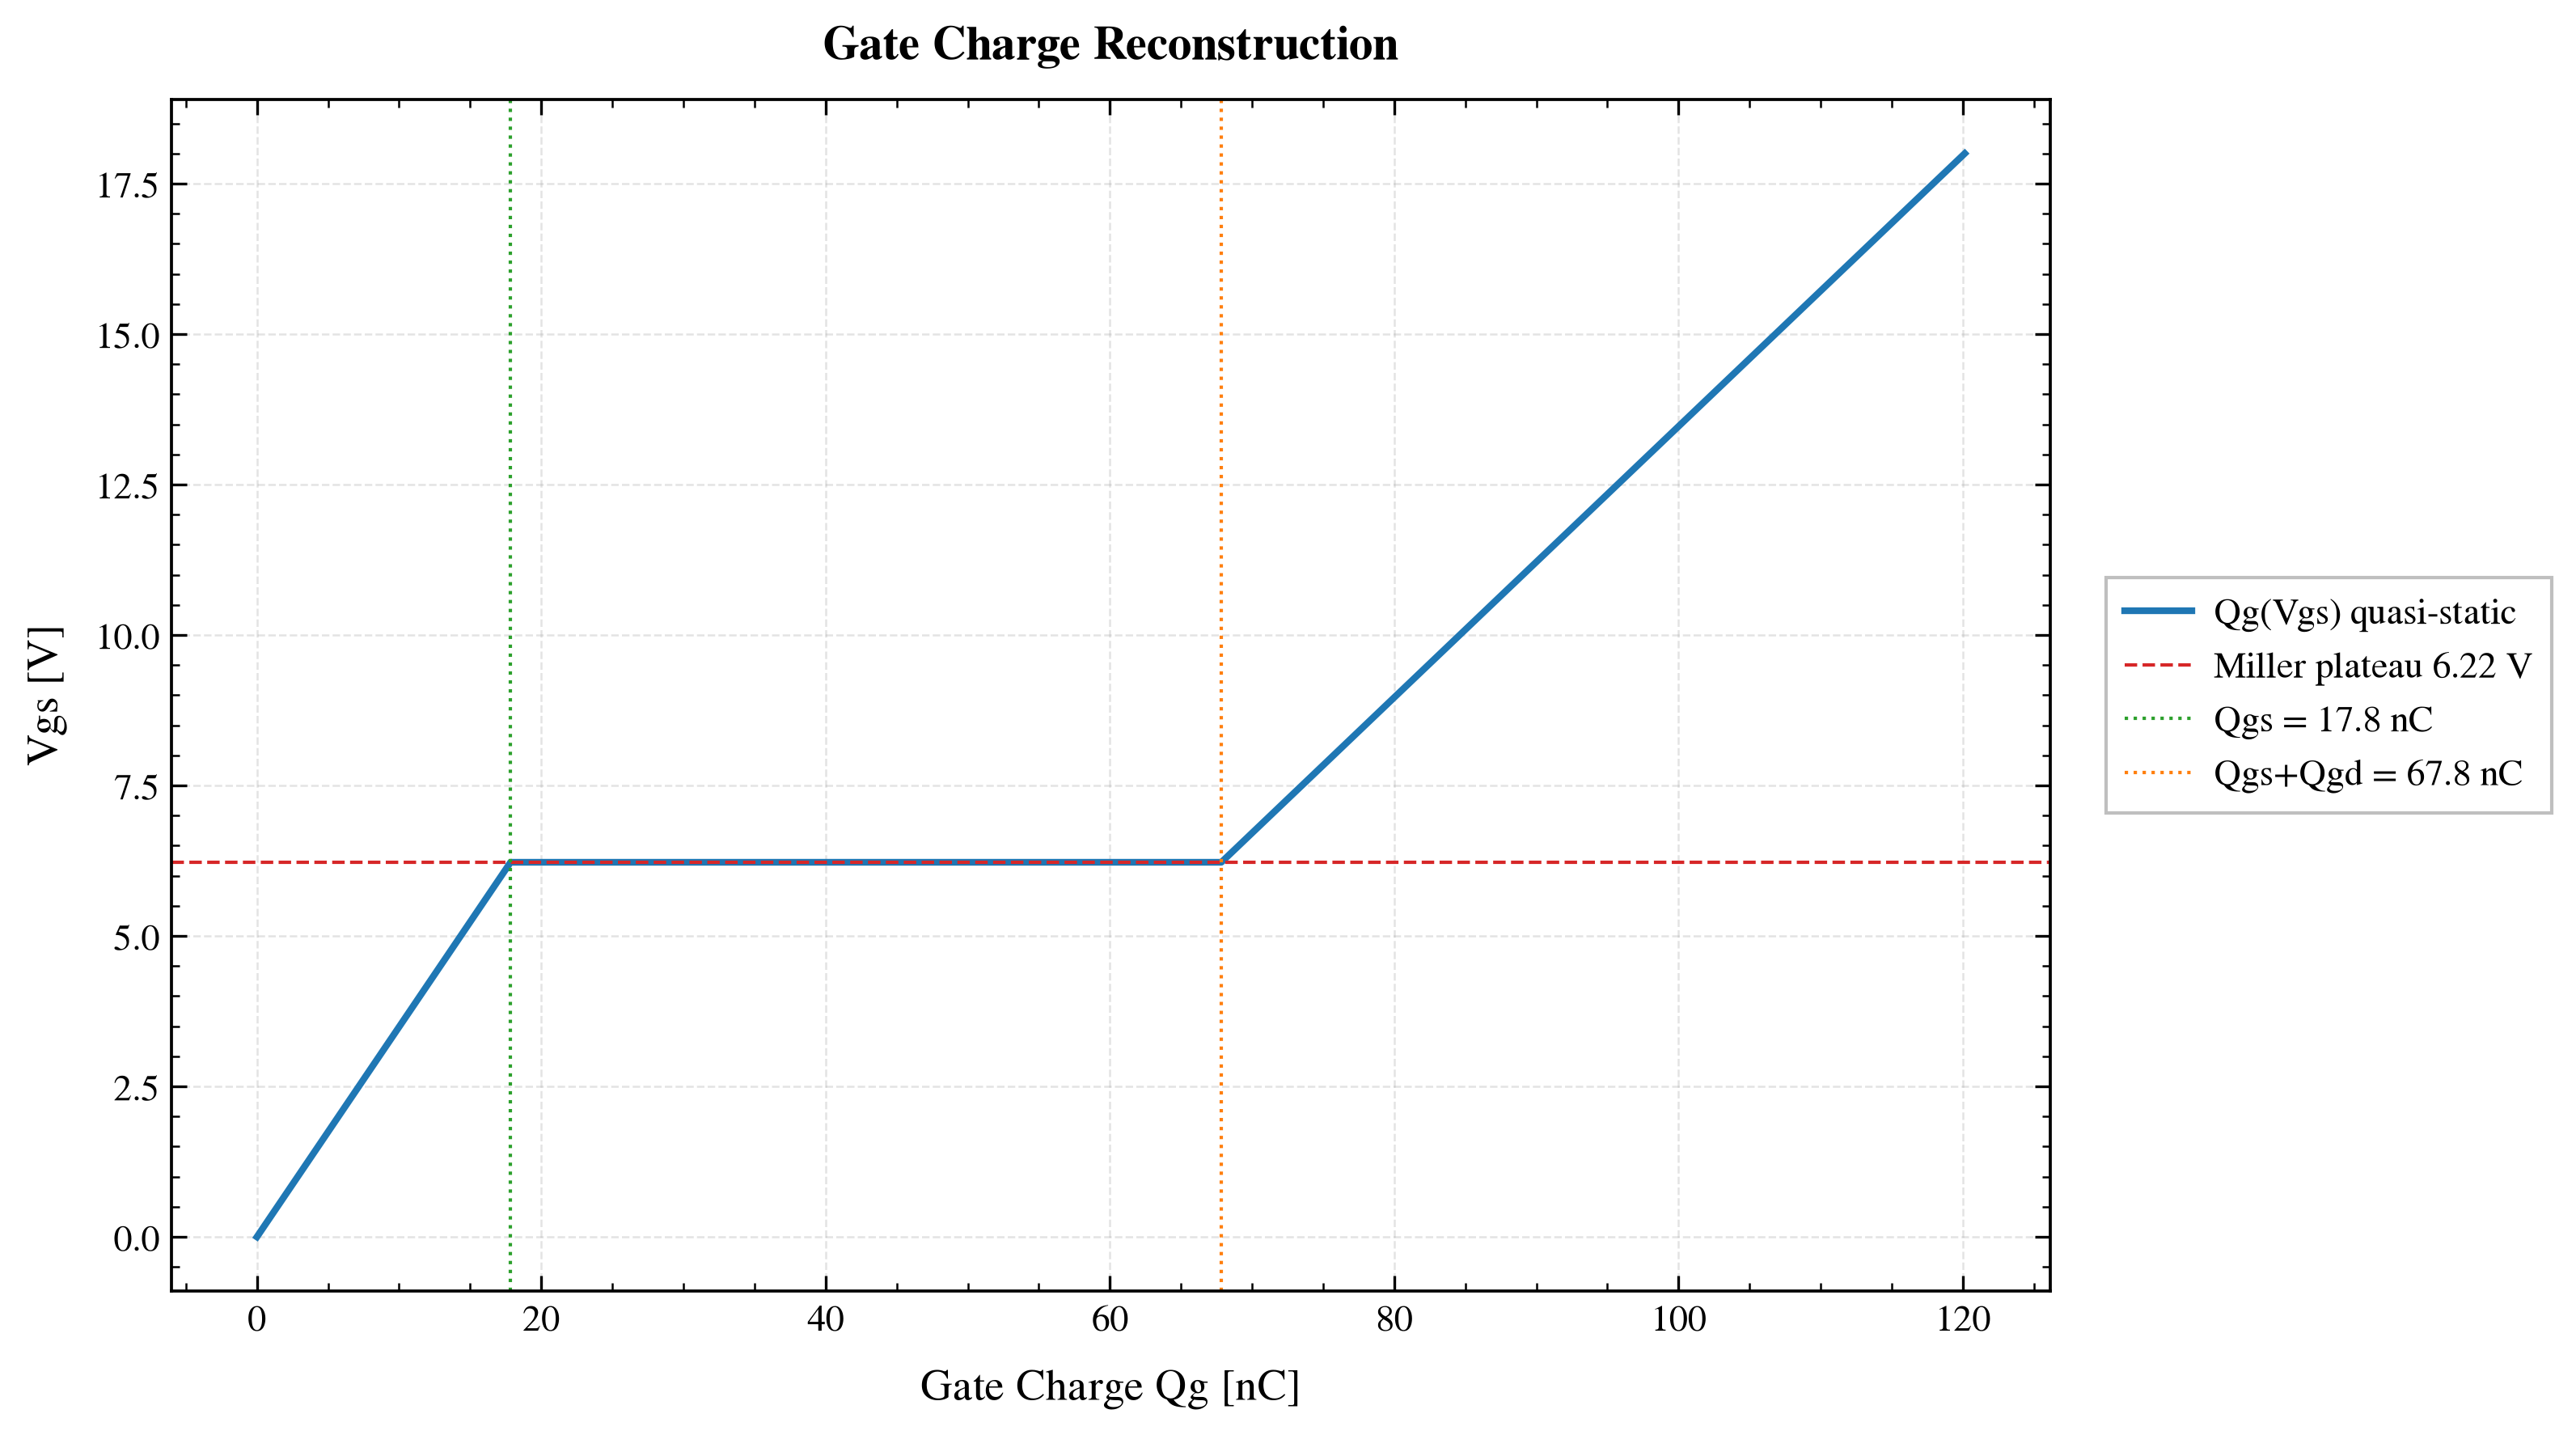 Gate Charge Reconstruction
17.5
15.0
12.5
10.0
7.5
5.0
2.5
0.0
Vgs [V]
0 20 40 60 80 100 120
Gate Charge Qg [nC]
Qg(Vgs) quasi-static
Miller plateau 6.22 V
Qgs = 17.8 nC
Qgs+Qgd = 67.8 nC